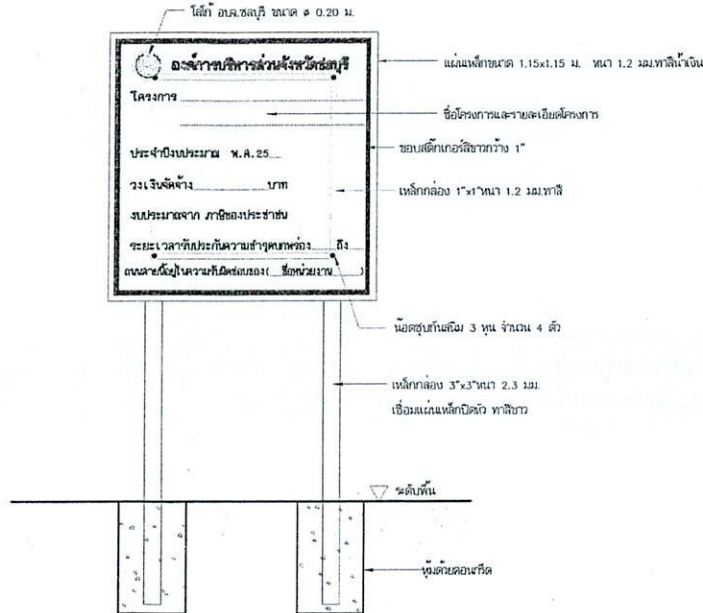 โลโก้ อบจ.ชลบุรี ขนาด ø 0.20 ม.
องค์การบริหารส่วนจังหวัดชลบุรี
แผ่นเหล็กขนาด 1.15x1.15 ม. หนา 1.2 มม.ทาสีน้ำเงิน
โครงการ
ชื่อโครงการและรายละเอียดโครงการ
ประจำปีงบประมาณ พ.ศ.25
ขอบสติ๊กเกอร์สีขาวกว้าง 1"
วงเงินจัดจ้าง บาท
เหล็กกล่อง 1"x1"หนา 1.2 มม.ทาสี
งบประมาณจาก ภาษีของประชาชน
ระยะเวลารับประกันความชำรุดบกพร่อง ถึง
ถนนสายนี้อยู่ในความรับผิดชอบของ( ชื่อหน่วยงาน )
น๊อตชุบกันสนิม 3 หุน จำนวน 4 ตัว
เหล็กกล่อง 3"x3"หนา 2.3 มม.
เชื่อมแผ่นเหล็กปิดหัว ทาสีขาว
ระดับพื้น
หุ้มด้วยคอนกรีต